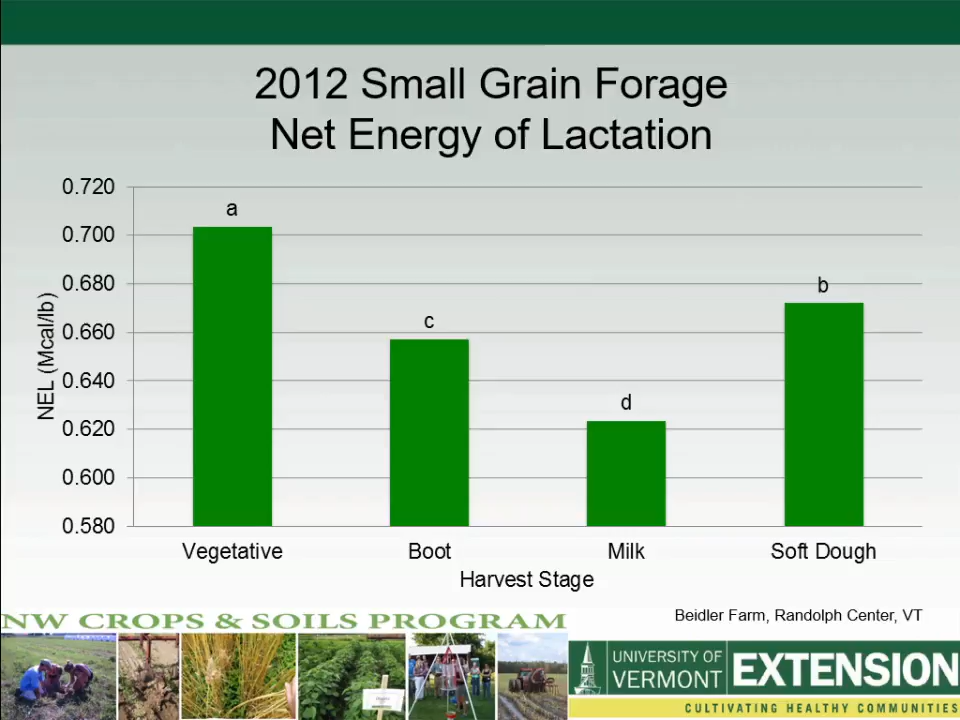 2012 Small Grain Forage
Net Energy of Lactation
0.720
0.700
0.680
0.660
0.640
0.620
0.600
0.580
NEL (Mcal/lb)
a
c
d
b
Vegetative Boot Milk Soft Dough
Harvest Stage
Beidler Farm, Randolph Center, VT
NW CROPS & SOILS PROGRAM
UNIVERSITY OF
VERMONT
EXTENSION
CULTIVATING HEALTHY COMMUNITIES